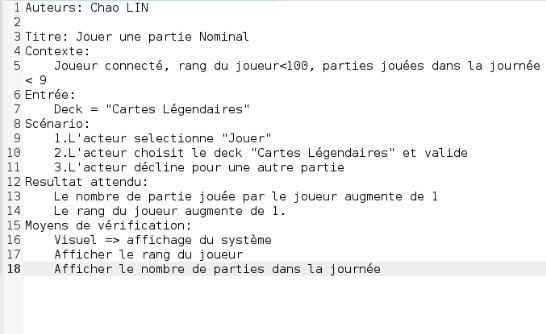 1 Auteurs: Chao LIN
2
3 Titre: Jouer une partie Nominal
4 Contexte:
5     Joueur connecté, rang du joueur<100, parties jouées dans la journée
< 9
6 Entrée:
7     Deck = "Cartes Légendaires"
8 Scénario:
9     1.L'acteur selectionne "Jouer"
10     2.L'acteur choisit le deck "Cartes Légendaires" et valide
11     3.L'acteur décline pour une autre partie
12 Resultat attendu:
13     Le nombre de partie jouée par le joueur augmente de 1
14     Le rang du joueur augmente de 1.
15 Moyens de vérification:
16     Visuel => affichage du système
17     Afficher le rang du joueur
18     Afficher le nombre de parties dans la journée